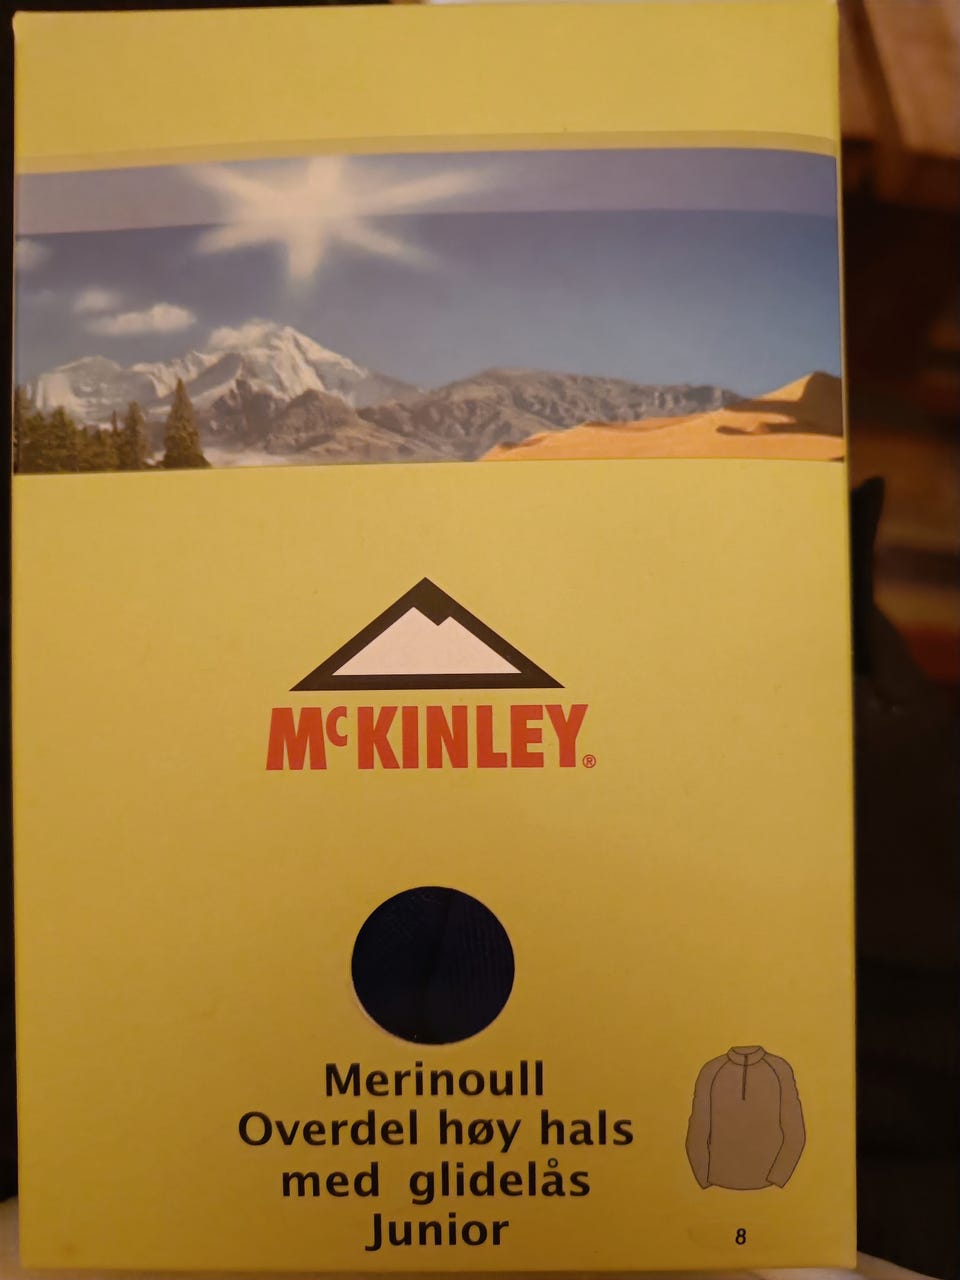 McKINLEY®
Merinoull
Overdel høy hals
med glidelås
Junior
8